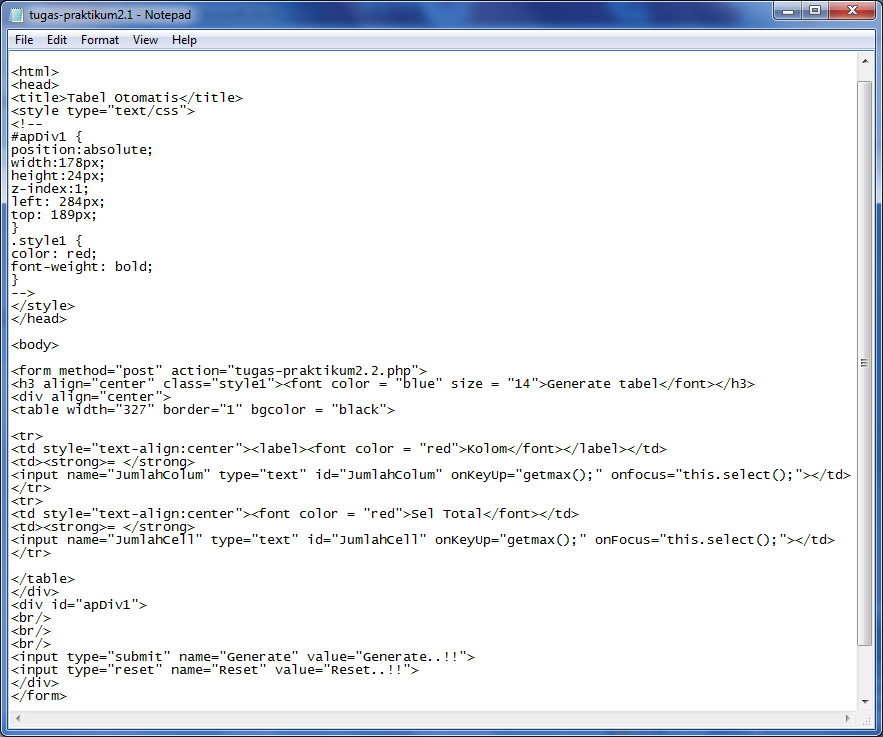 tugas-praktikum2.1 - Notepad
File Edit Format View Help
<html>
<head>
<title>Tabel Otomatis</title>
<style type="text/css">
<!--
#apDiv1 {
position:absolute;
width:178px;
height:24px;
z-index:1;
left: 284px;
top: 189px;
}
.style1 {
color: red;
font-weight: bold;
}
-->
</style>
</head>
<body>
<form method="post" action="tugas-praktikum2.2.php">
<h3 align="center" class="style1"><font color = "blue" size = "14">Generate tabel</font></h3>
<div align="center">
<table width="327" border="1" bgcolor = "black">
<tr>
<td style="text-align:center"><label><font color = "red">Kolom</font></label></td>
<td><strong>= </strong>
<input name="JumlahColum" type="text" id="JumlahColum" onKeyUp="getmax();" onfocus="this.select();"></td>
</tr>
<tr>
<td style="text-align:center"><font color = "red">Sel Total</font></td>
<td><strong>= </strong>
<input name="JumlahCell" type="text" id="JumlahCell" onKeyUp="getmax();" onFocus="this.select();"></td>
</tr>
</table>
</div>
<div id="apDiv1">
<br/>
<br/>
<br/>
<input type="submit" name="Generate" value="Generate..!!">
<input type="reset" name="Reset" value="Reset..!!">
</div>
</form>